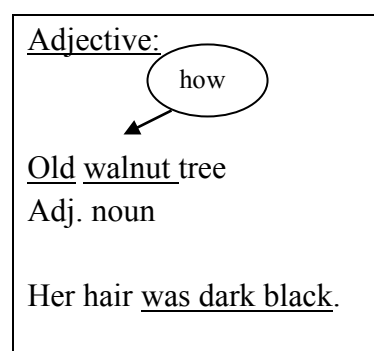 Adjective:
how
Old walnut tree
Adj. noun
Her hair was dark black.